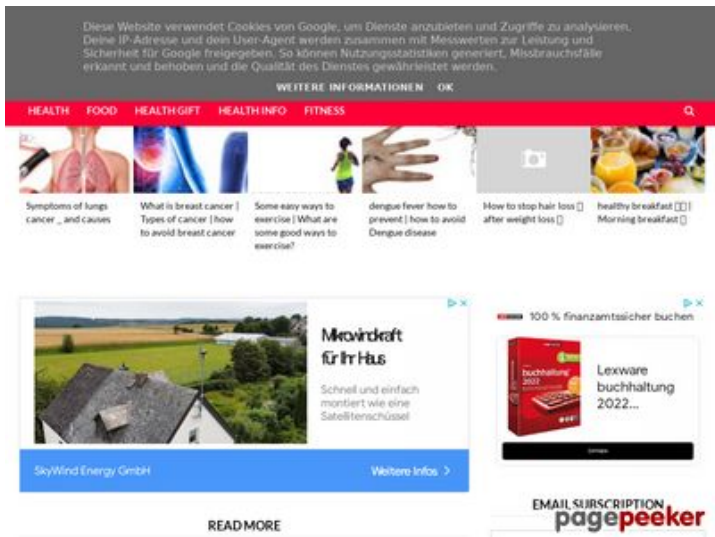 Diese Website verwendet Cookies von Google, um Dienste anzubieten und Zugriffe zu analysieren.
Deine IP-Adresse und dein User-Agent werden zusammen mit Messwerten zur Leistung und
Sicherheit für Google freigegeben. So können Nutzungsstatistiken generiert, Missbrauchsfälle
erkannt und behoben und die Qualität des Dienstes gewährleistet werden.
WEITERE INFORMATIONEN OK
HEALTH FOOD HEALTH GIFT HEALTH INFO FITNESS
Symptoms of lungs
cancer _ and causes
What is breast cancer |
Types of cancer | how
to avoid breast cancer
Some easy ways to
exercise | What are
some good ways to
exercise?
dengue fever how to
prevent | how to avoid
Dengue disease
How to stop hair loss
after weight loss
healthy breakfast |
Morning breakfast
Mikrowindkraft
für Ihr Haus
Schnell und einfach
montiert wie eine
Satellitenschüssel
SkyWind Energy GmbH
Weitere Infos
100 % finanzamtssicher buchen
buchhaltung
2022
Lexware
buchhaltung
2022...
READ MORE
EMAIL SUBSCRIPTION
pagepeeker